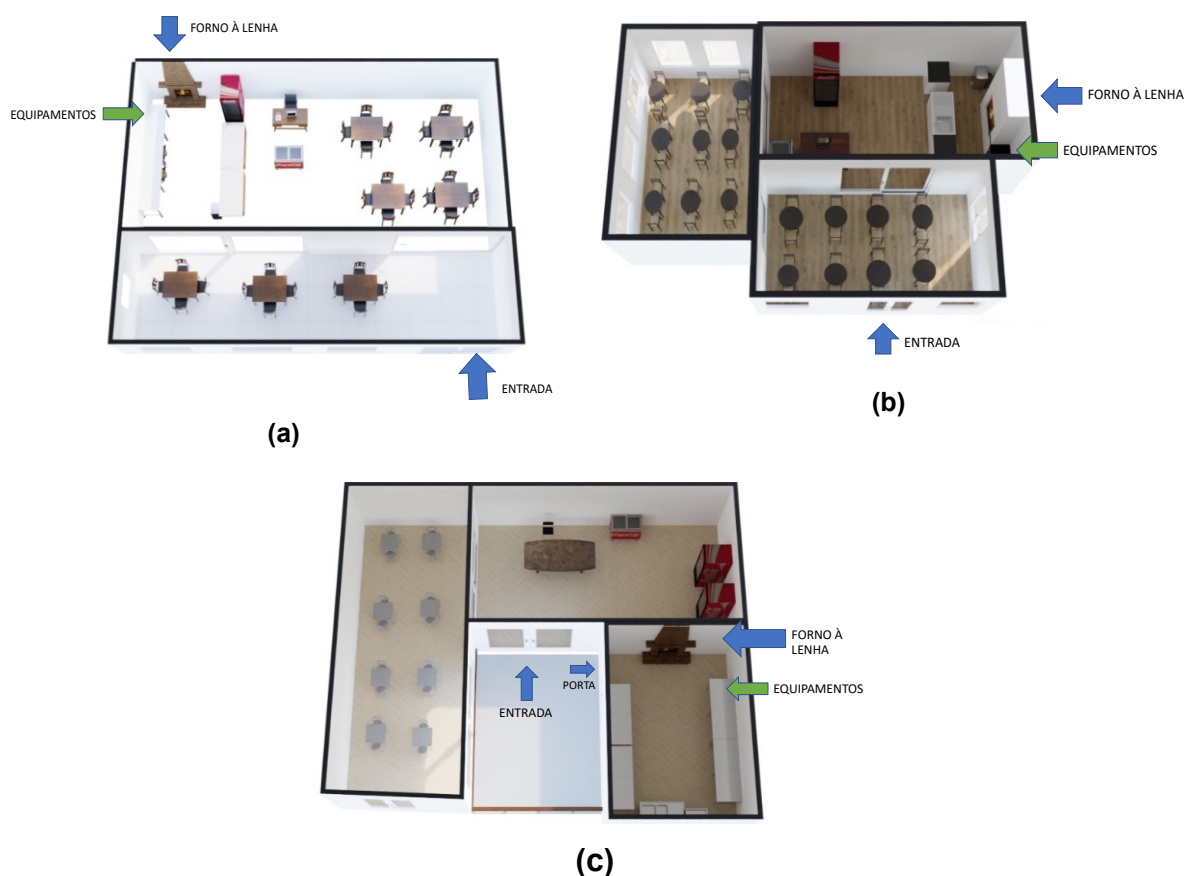 FORNO À LENHA
EQUIPAMENTOS
ENTRADA
(a)
FORNO À LENHA
EQUIPAMENTOS
ENTRADA
(b)
FORNO À
LENHA
PORTA
EQUIPAMENTOS
ENTRADA
(c)